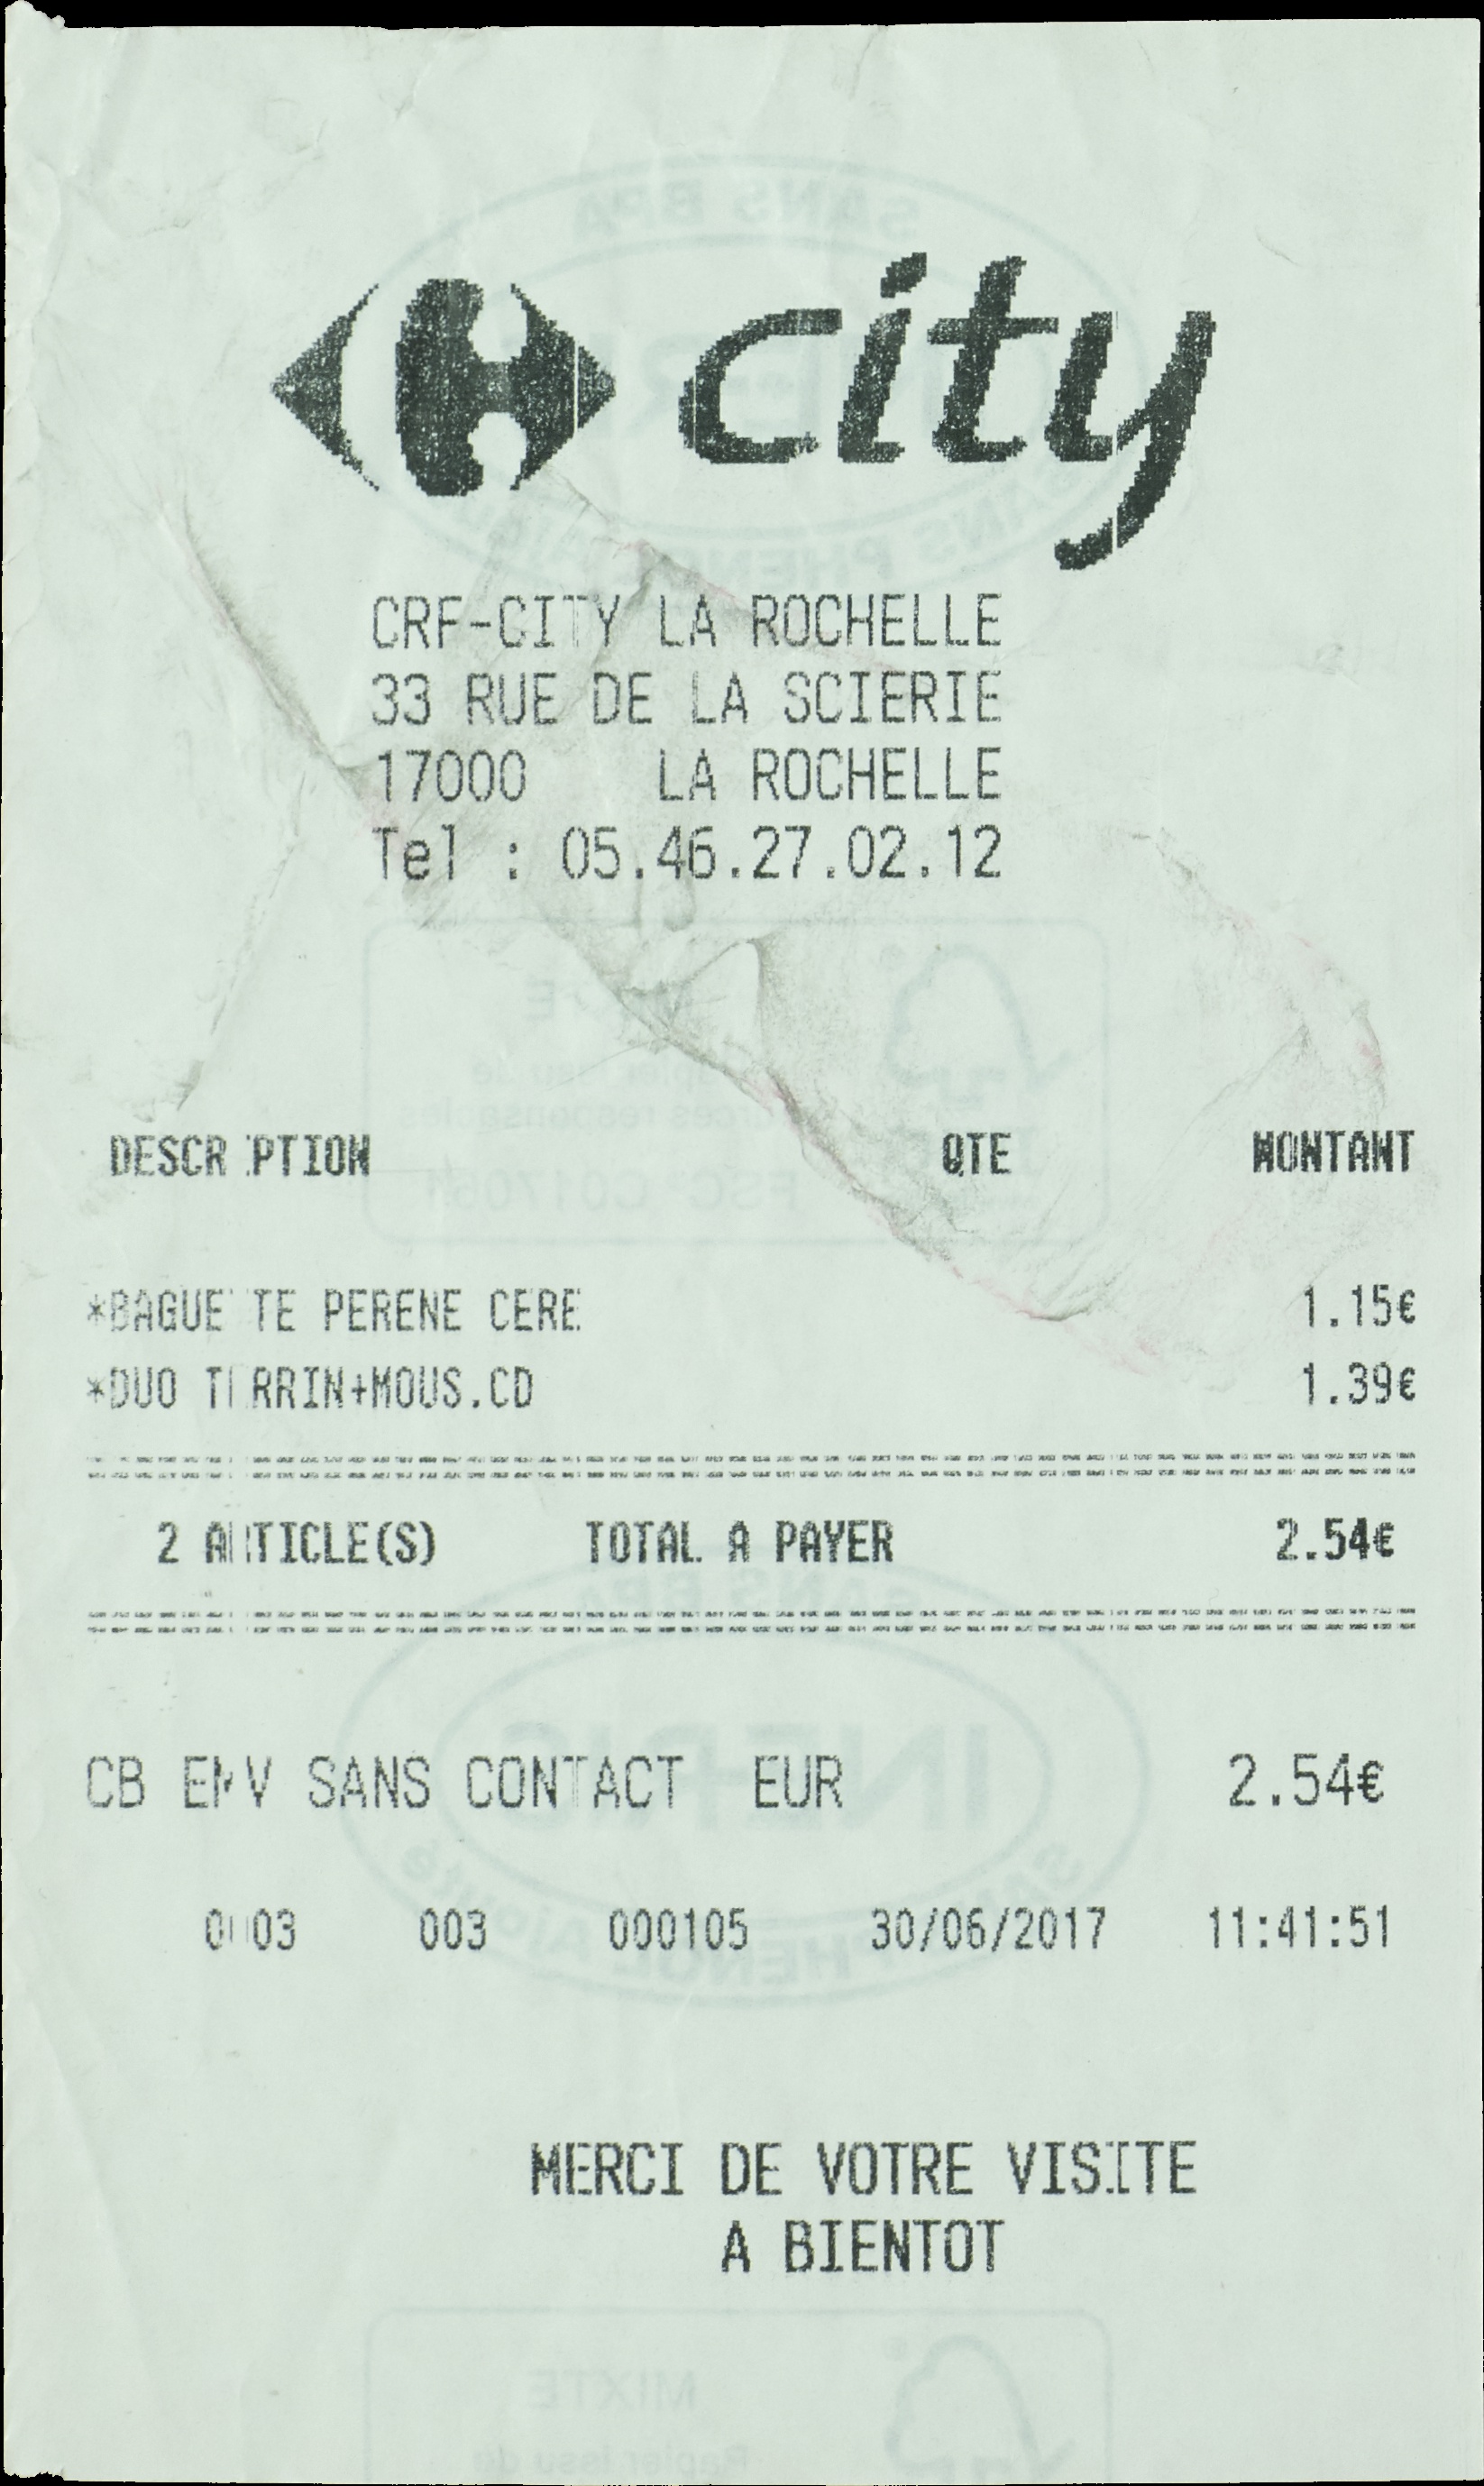 city
CRF-CITY LA ROCHELLE
33 RUE DE LA SCIERIE
17000 LA ROCHELLE
Tel : 05.46.27.02.12
DESCRIPTION QTE MONTANT
*BAGUETTE PERENE CERE 1.15€
*DUO TERRIN+MOUS.CD 1.39€
2 ARTICLE(S) TOTAL A PAYER 2.54€
CB EMV SANS CONTACT EUR 2.54€
0003 003 000105 30/06/2017 11:41:51
MERCI DE VOTRE VISITE
A BIENTOT